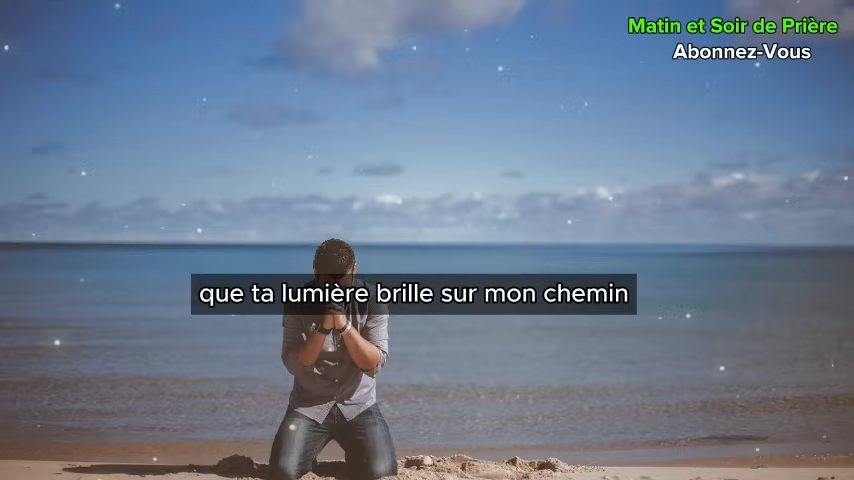 Matin et Soir de Prière
Abonnez-Vous
que ta lumière brille sur mon chemin